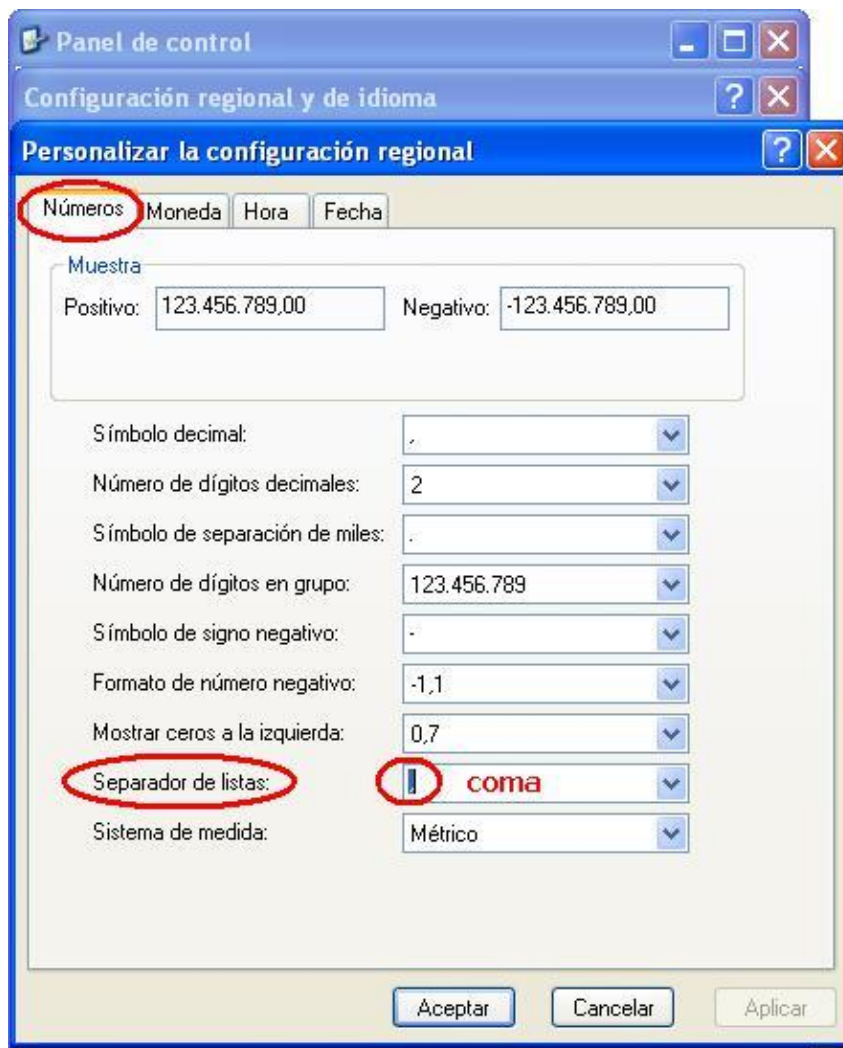 Panel de control
Configuración regional y de idioma
Personalizar la configuración regional
Números Moneda Hora Fecha
Muestra
Positivo: 123.456.789,00 Negativo: -123.456.789,00
Símbolo decimal: ,
Número de dígitos decimales: 2
Símbolo de separación de miles: .
Número de dígitos en grupo: 123.456.789
Símbolo de signo negativo: -
Formato de número negativo: -1,1
Mostrar ceros a la izquierda: 0,7
Separador de listas: , coma
Sistema de medida: Métrico
Aceptar Cancelar Aplicar